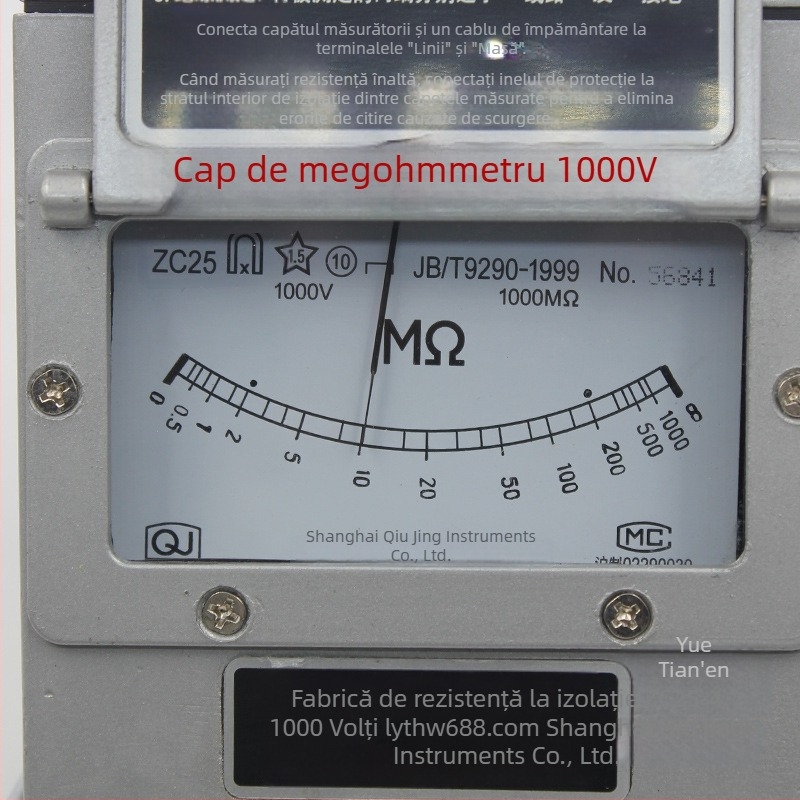 Conecta capătul măsurătorii și un cablu de împământare la
terminalele "Linii" și "Masă".
Când măsurați rezistență înaltă, conectați inelul de protecție la
stratul interior de izolație dintre capetele măsurate pentru a elimina
erorile de citire cauzate de scurgere.
Cap de megohmmetru 1000V
ZC25 1.5 10 JB/T9290-1999 No. 56841
1000V 1000MΩ
MΩ
0 0.5 1 2 5 10 20 50 100 200 500 1000 ∞
QJ
Shanghai Qiu Jing Instruments
Co., Ltd.
MC
Yue
Tian'en
Fabrică de rezistență la izolație
1000 Volți lythw688.com Shang
Instruments Co., Ltd.